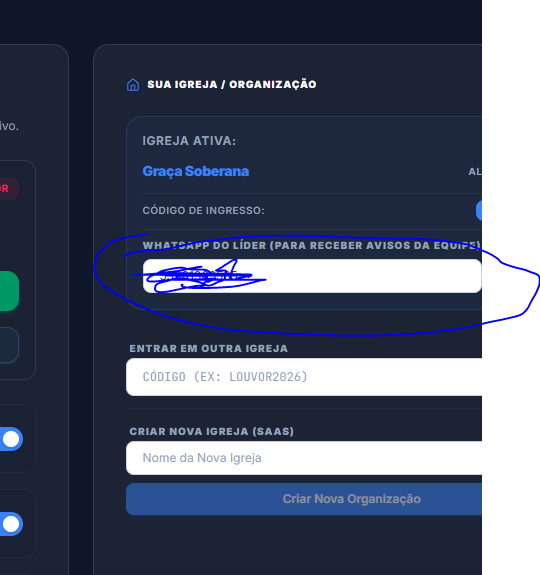 SUA IGREJA / ORGANIZAÇÃO
ivo.
IGREJA ATIVA:
OR
Graça Soberana
AL
CÓDIGO DE INGRESSO:
WHATSAPP DO LÍDER (PARA RECEBER AVISOS DA EQUIPE)
ENTRAR EM OUTRA IGREJA
CÓDIGO (EX: LOUVOR2026)
CRIAR NOVA IGREJA (SAAS)
Nome da Nova Igreja
Criar Nova Organização